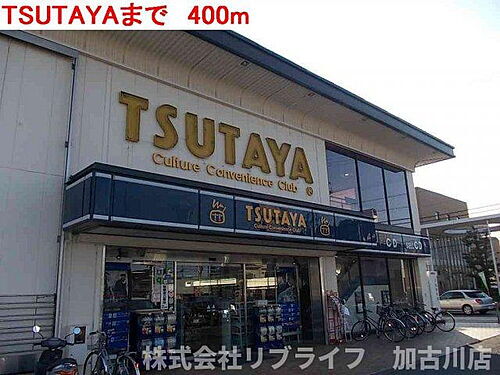 TSUTAYAまで 400m
TSUTAYA
Culture Convenience Club ®
TSUTAYA
Culture Convenience Club
CD
CD
株式会社リブライフ 加古川店